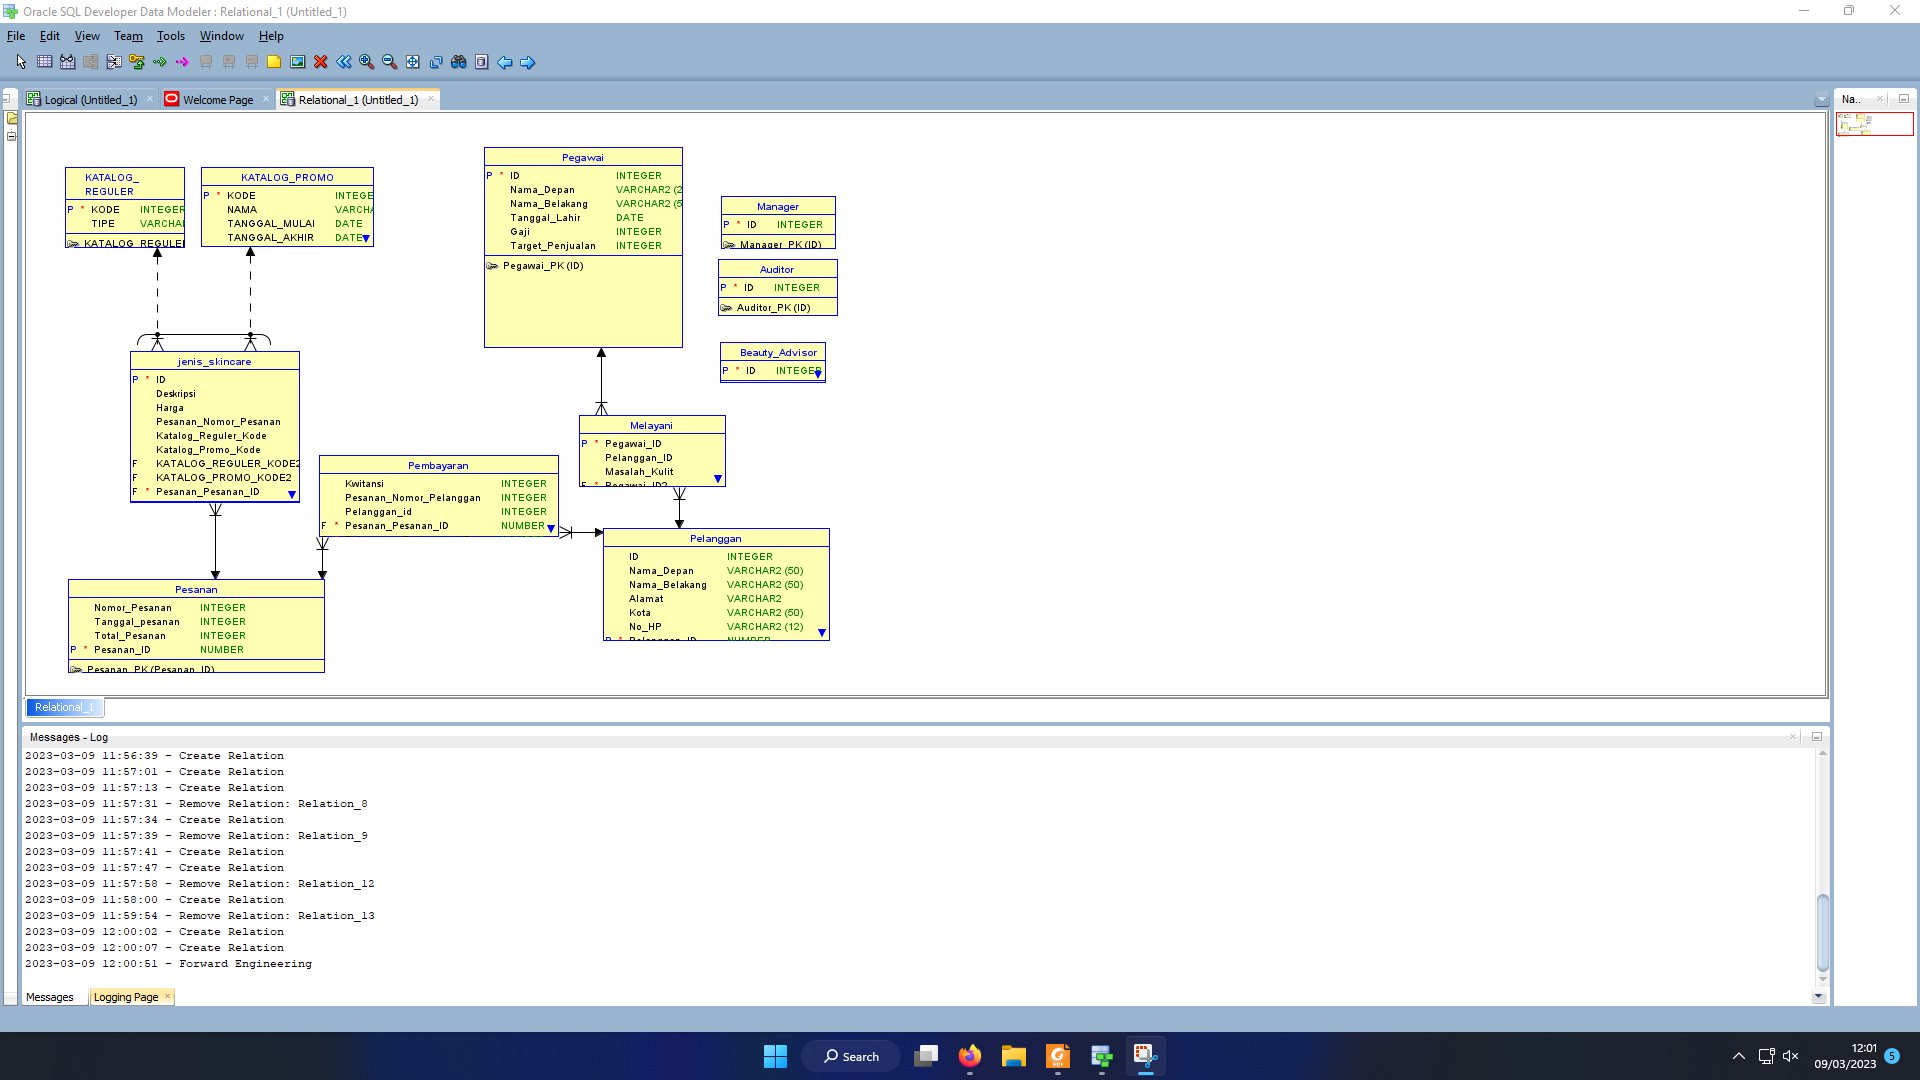 Oracle SQL Developer Data Modeler : Relational_1 (Untitled_1)
File Edit View Team Tools Window Help
Logical (Untitled_1) Welcome Page Relational_1 (Untitled_1)
Na..
KATALOG_
REGULER
P * KODE INTEGER
TIPE VARCHA
KATALOG_REGULE
KATALOG_PROMO
P * KODE INTEGE
NAMA VARCHA
TANGGAL_MULAI DATE
TANGGAL_AKHIR DATE
Pegawai
P * ID INTEGER
Nama_Depan VARCHAR2 (2
Nama_Belakang VARCHAR2 (5
Tanggal_Lahir DATE
Gaji INTEGER
Target_Penjualan INTEGER
Pegawai_PK (ID)
Manager
P * ID INTEGER
Manager_PK (ID)
Auditor
P * ID INTEGER
Auditor_PK (ID)
Beauty_Advisor
P * ID INTEGER
jenis_skincare
P * ID
Deskripsi
Harga
Pesanan_Nomor_Pesanan
Katalog_Reguler_Kode
Katalog_Promo_Kode
F KATALOG_REGULER_KODE2
F KATALOG_PROMO_KODE2
F * Pesanan_Pesanan_ID
Melayani
P * Pegawai_ID
Pelanggan_ID
Masalah_Kulit
F * Pegawai_ID2
Pembayaran
Kwitansi INTEGER
Pesanan_Nomor_Pelanggan INTEGER
Pelanggan_id INTEGER
F * Pesanan_Pesanan_ID NUMBER
Pelanggan
ID INTEGER
Nama_Depan VARCHAR2 (50)
Nama_Belakang VARCHAR2 (50)
Alamat VARCHAR2
Kota VARCHAR2 (50)
No_HP VARCHAR2 (12)
P * Pelanggan_ID NUMBER
Pesanan
Nomor_Pesanan INTEGER
Tanggal_pesanan INTEGER
Total_Pesanan INTEGER
P * Pesanan_ID NUMBER
Pesanan_PK (Pesanan_ID)
Relational_1
Messages - Log
2023-03-09 11:56:39 - Create Relation
2023-03-09 11:57:01 - Create Relation
2023-03-09 11:57:13 - Create Relation
2023-03-09 11:57:31 - Remove Relation: Relation_8
2023-03-09 11:57:34 - Create Relation
2023-03-09 11:57:39 - Remove Relation: Relation_9
2023-03-09 11:57:41 - Create Relation
2023-03-09 11:57:47 - Create Relation
2023-03-09 11:57:58 - Remove Relation: Relation_12
2023-03-09 11:58:00 - Create Relation
2023-03-09 11:59:54 - Remove Relation: Relation_13
2023-03-09 12:00:02 - Create Relation
2023-03-09 12:00:07 - Create Relation
2023-03-09 12:00:51 - Forward Engineering
Messages Logging Page
Search
12:01
09/03/2023
5